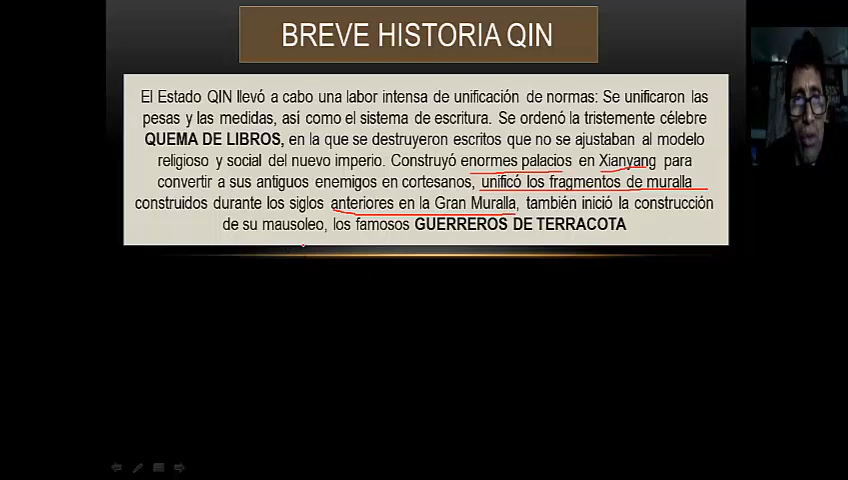 BREVE HISTORIA QIN
El Estado QIN llevó a cabo una labor intensa de unificación de normas: Se unificaron las
pesas y las medidas, así como el sistema de escritura. Se ordenó la tristemente célebre
QUEMA DE LIBROS, en la que se destruyeron escritos que no se ajustaban al modelo
religioso y social del nuevo imperio. Construyó enormes palacios en Xianyang para
convertir a sus antiguos enemigos en cortesanos, unificó los fragmentos de muralla
construidos durante los siglos anteriores en la Gran Muralla, también inició la construcción
de su mausoleo, los famosos GUERREROS DE TERRACOTA